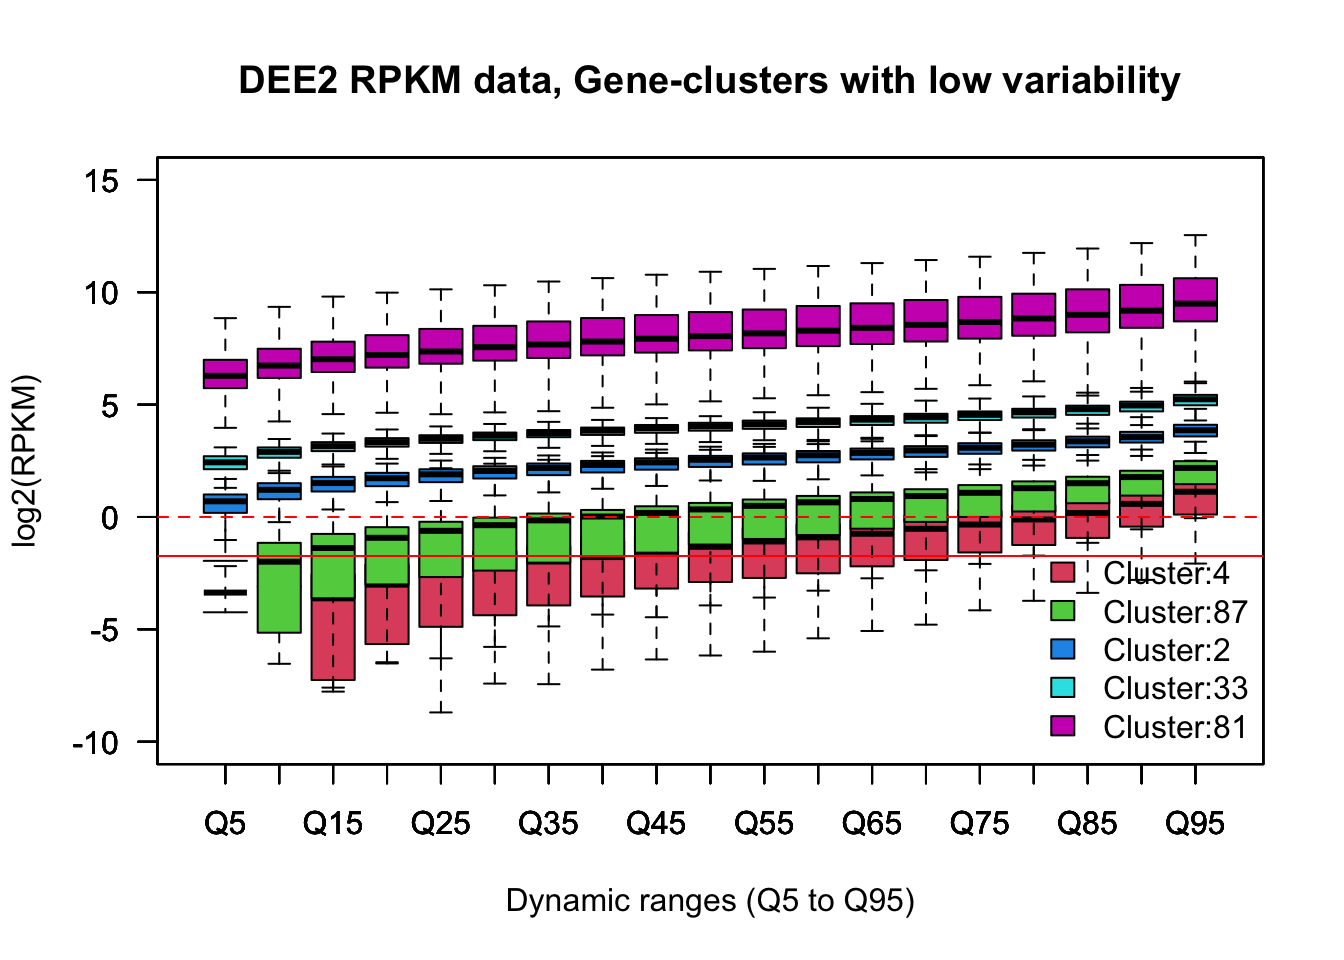 DEE2 RPKM data, Gene-clusters with low variability
log2(RPKM)
15
10
5
0
-5
-10
Cluster:4
Cluster:87
Cluster:2
Cluster:33
Cluster:81
Q5 Q15 Q25 Q35 Q45 Q55 Q65 Q75 Q85 Q95
Dynamic ranges (Q5 to Q95)